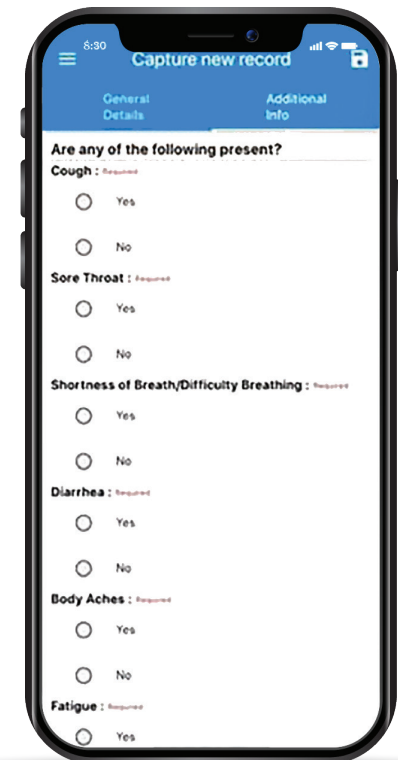 8:30
Capture new record
General
Details
Additional
Info
Are any of the following present?
Cough : Required
Yes
No
Sore Throat : Required
Yes
No
Shortness of Breath/Difficulty Breathing : Required
Yes
No
Diarrhea : Required
Yes
No
Body Aches : Required
Yes
No
Fatigue : Required
Yes